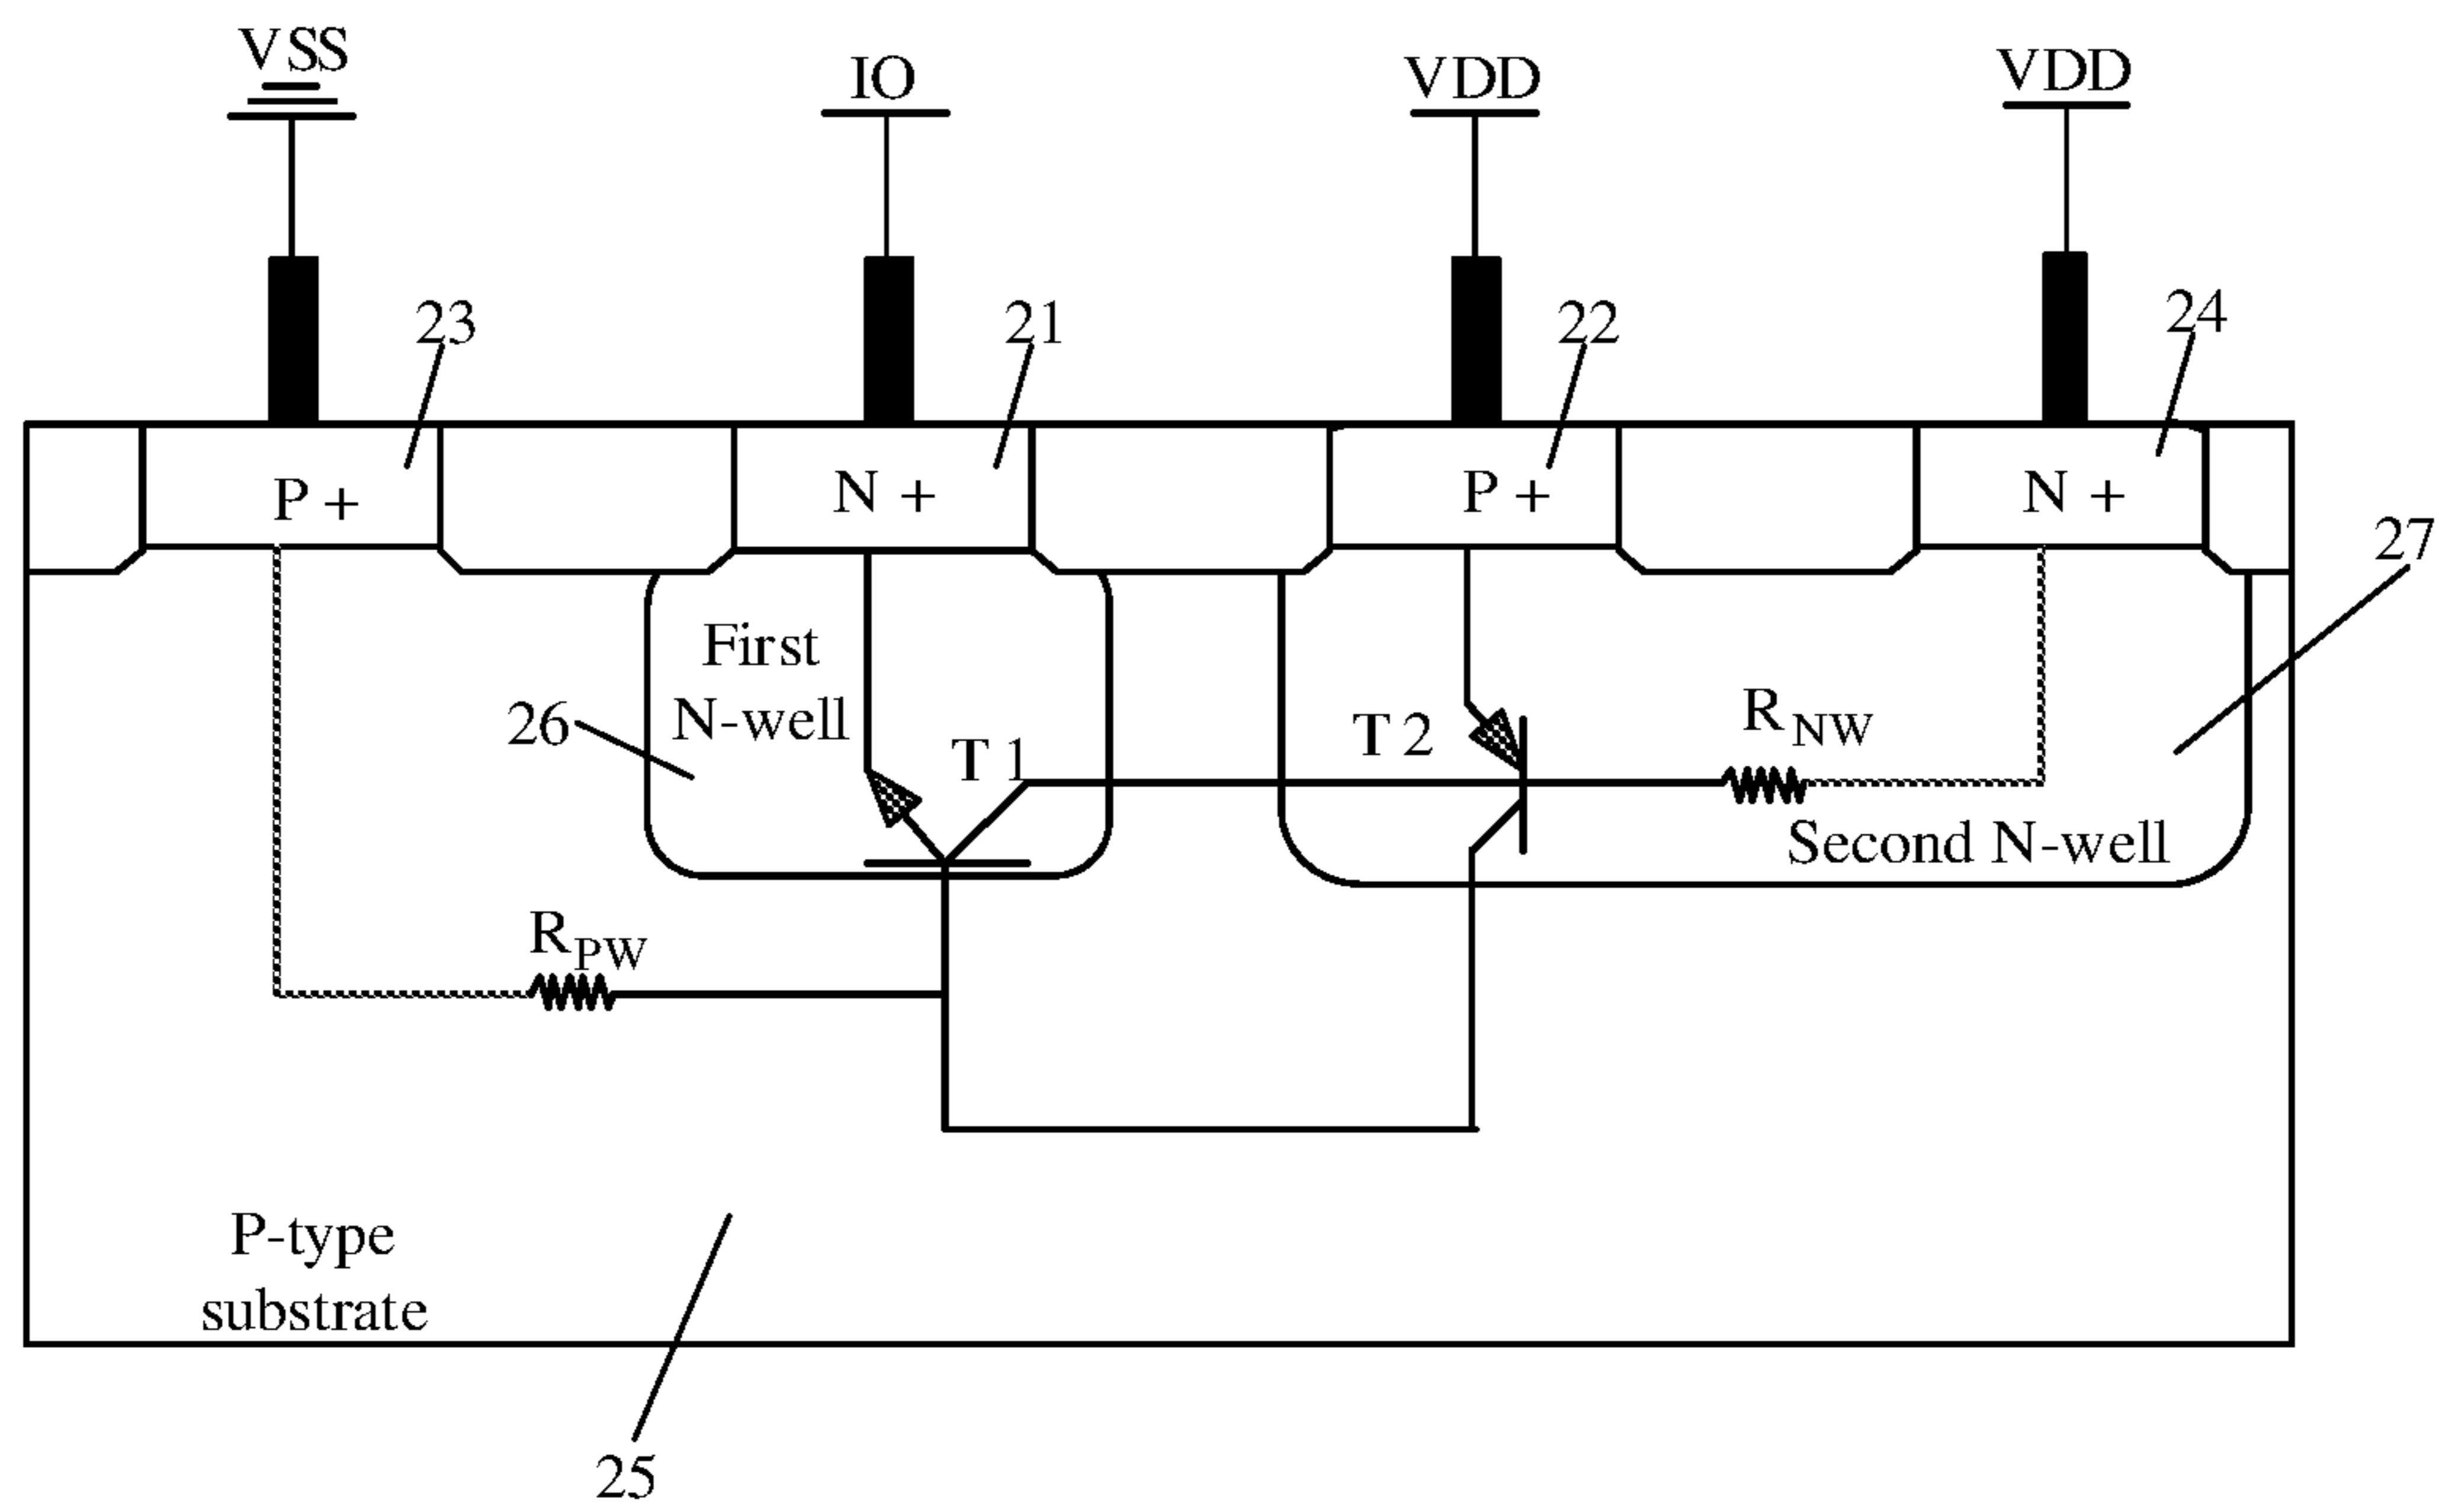 VSS
IO
VDD
VDD
23
21
22
24
P +
N +
P +
N +
27
First
N-well
26
T 1
T 2
R NW
Second N-well
R PW
P-type
substrate
25